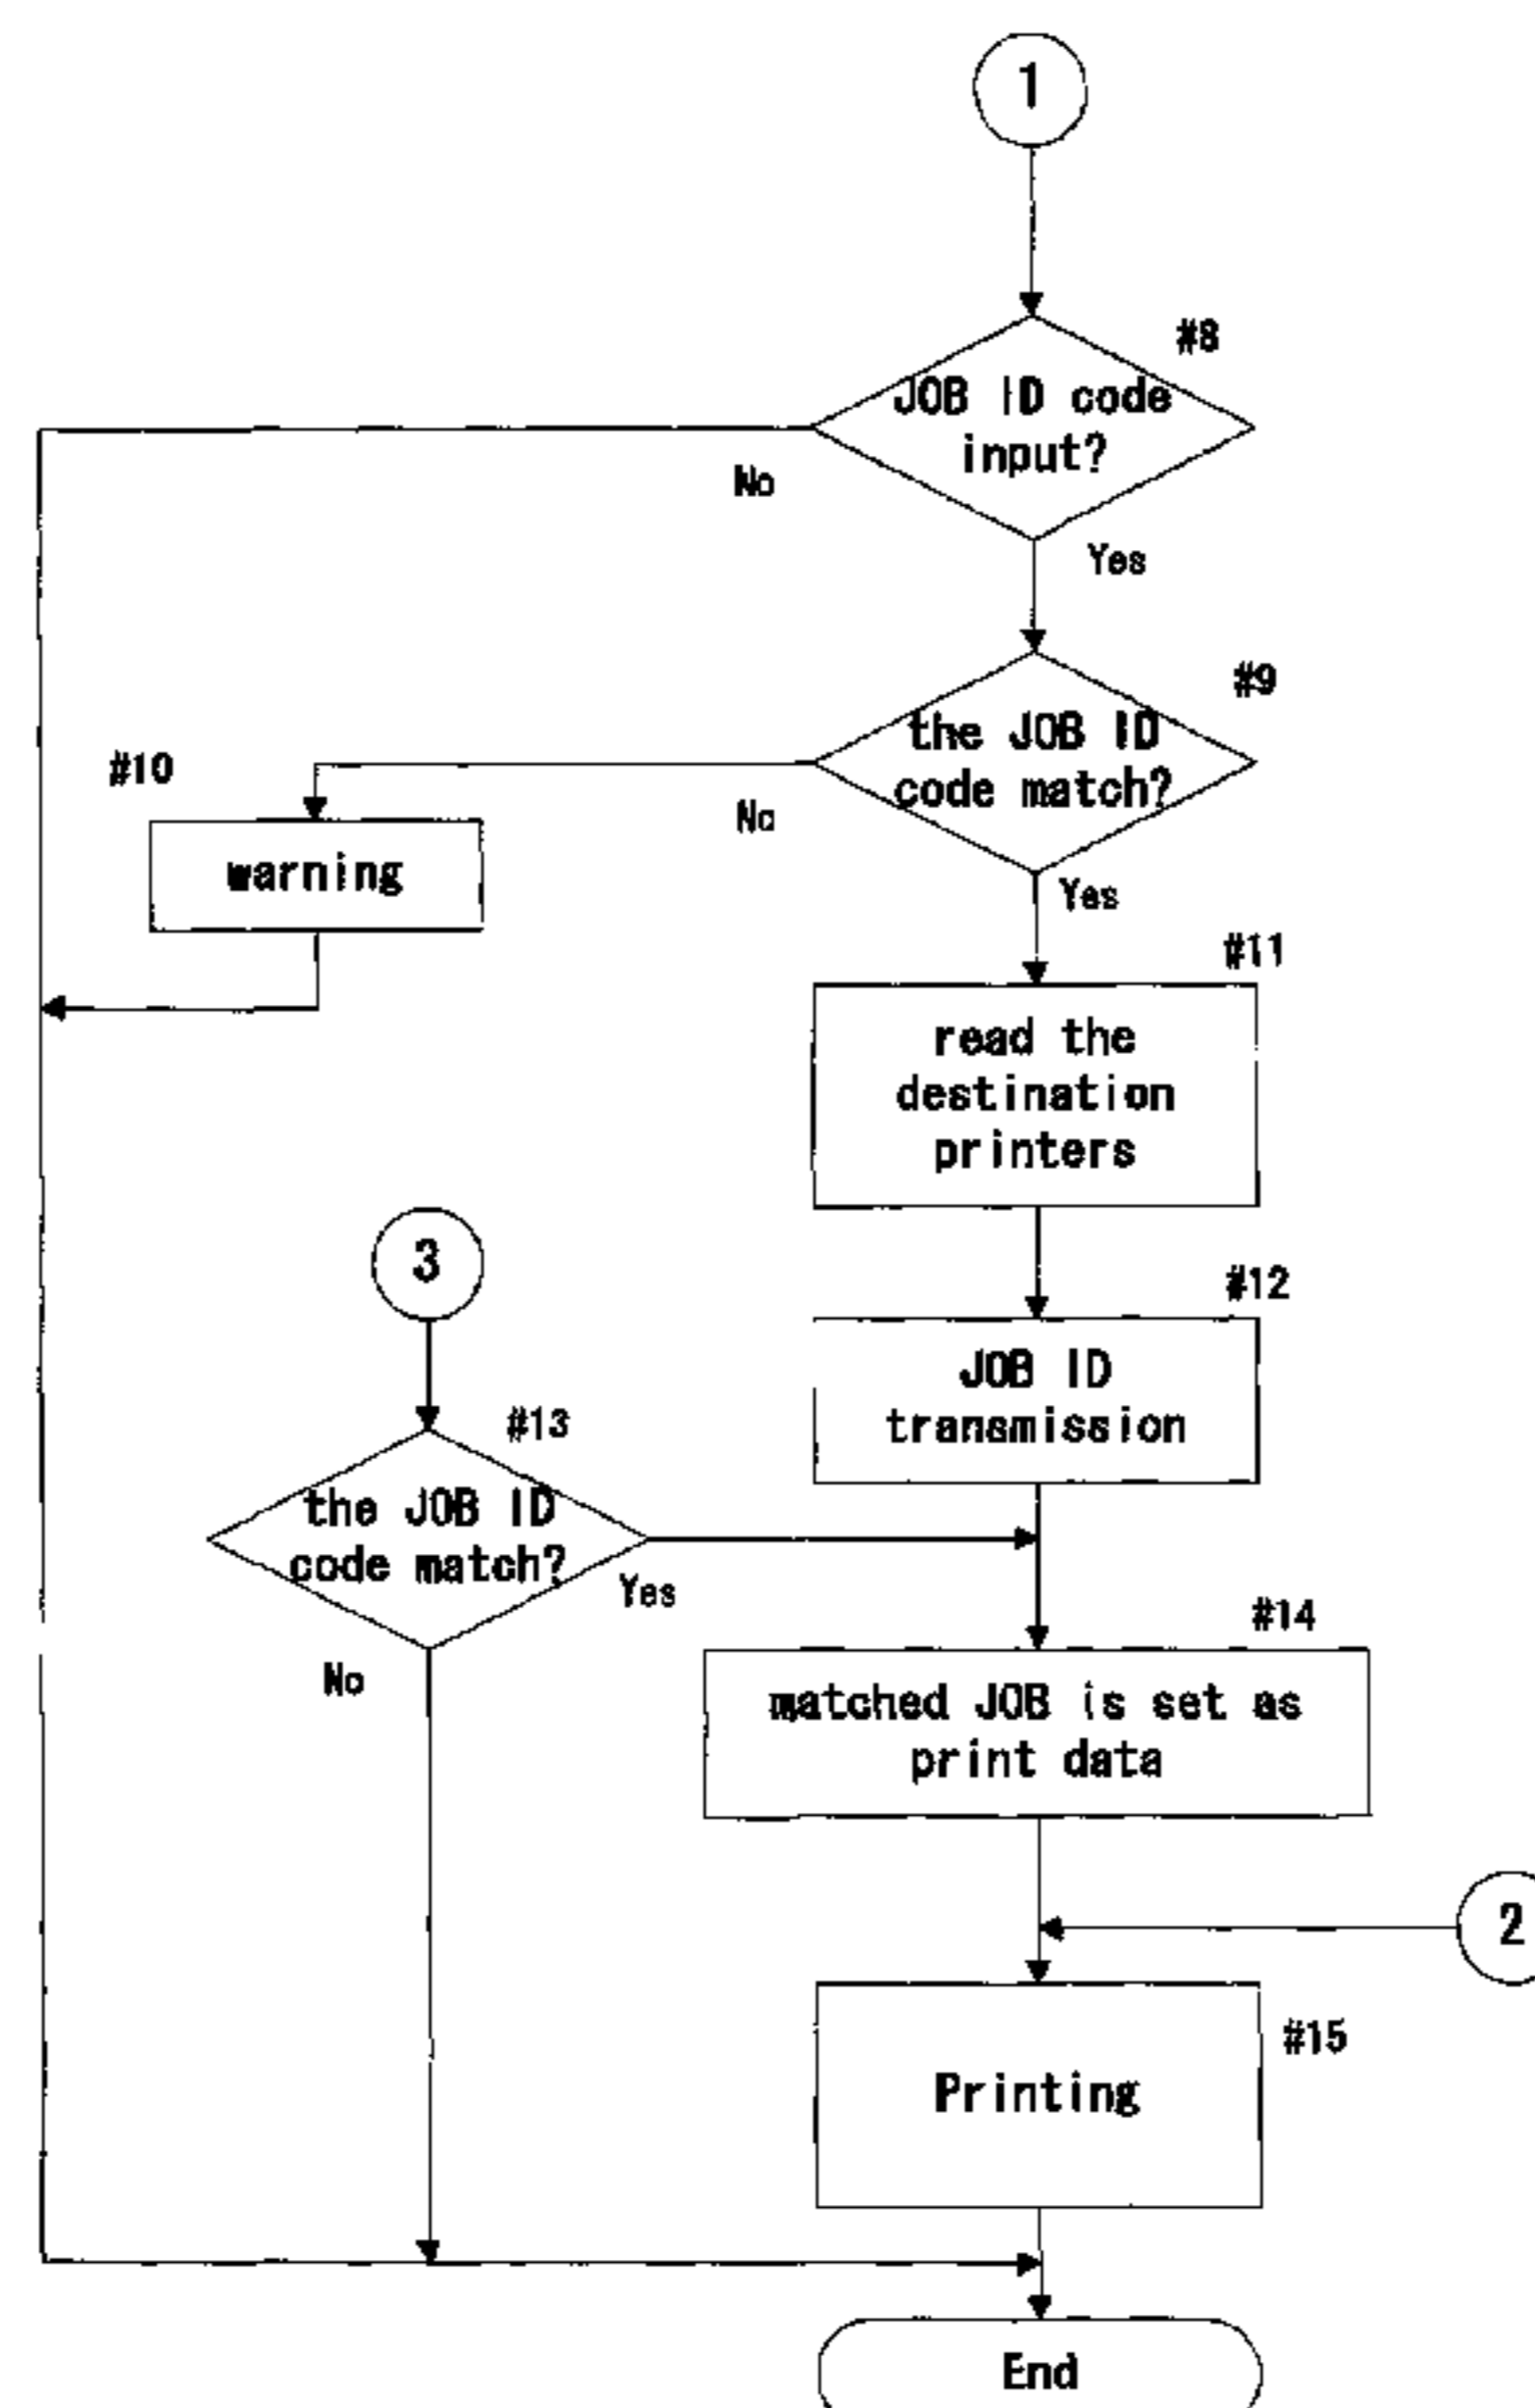 1
#8
JOB ID code
input?
No
Yes
#9
the JOB ID
code match?
No
Yes
#10
warning
#11
read the
destination
printers
3
#12
JOB ID
transmission
#13
the JOB ID
code match?
Yes
No
#14
matched JOB is set as
print data
2
#15
Printing
End